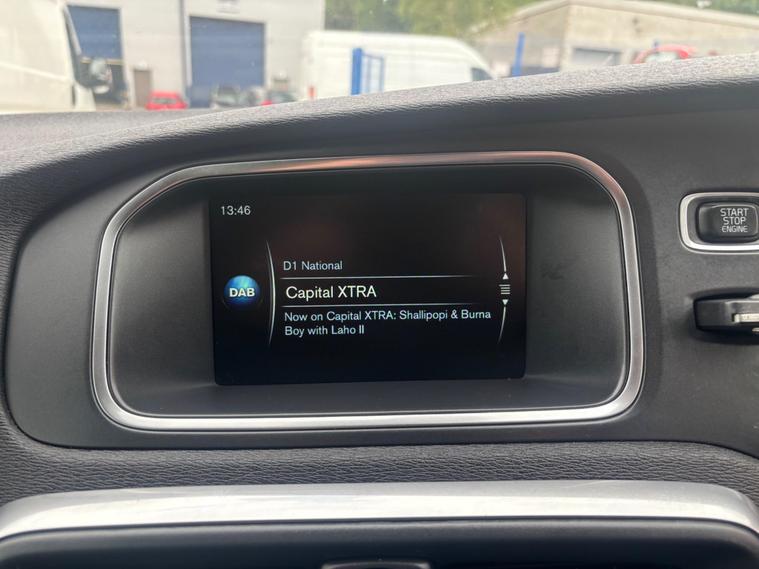 13:46
D1 National
DAB
Capital XTRA
Now on Capital XTRA: Shallipopi & Burna
Boy with Laho II
START
STOP
ENGINE